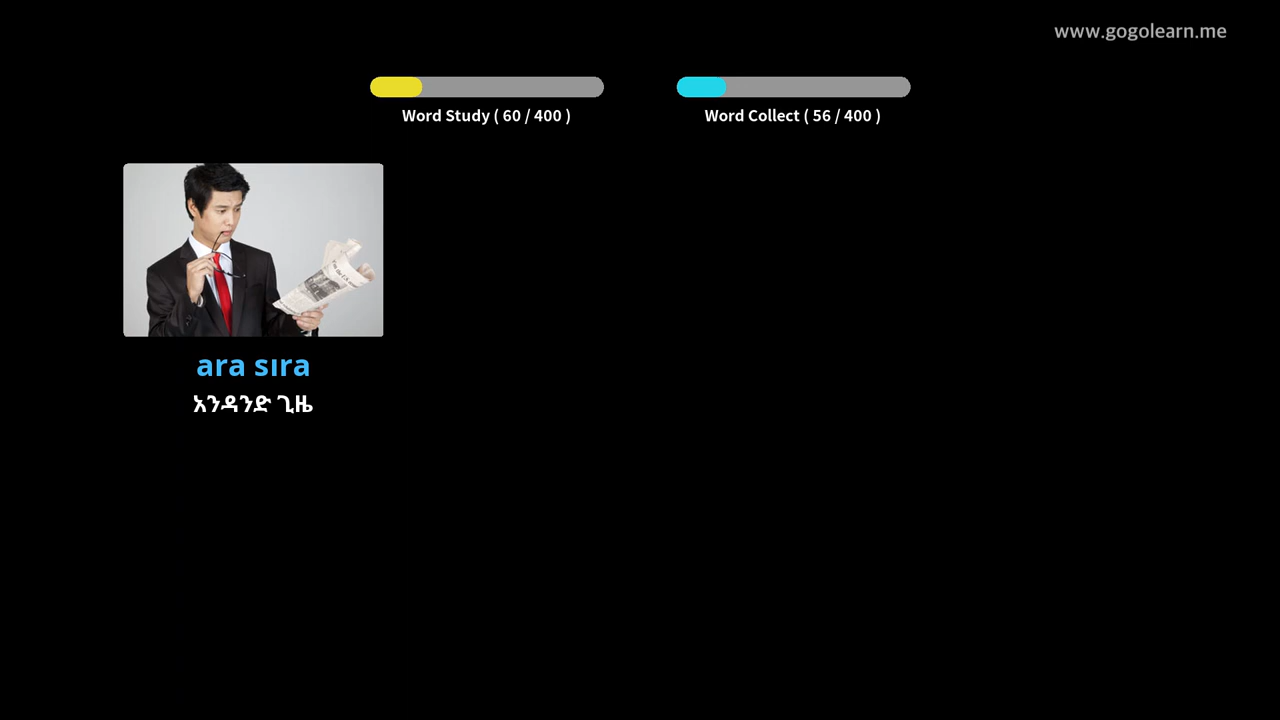 www.gogolearn.me
Word Study ( 60 / 400 )
Word Collect ( 56 / 400 )
ara sıra
አንዳንድ ጊዜ